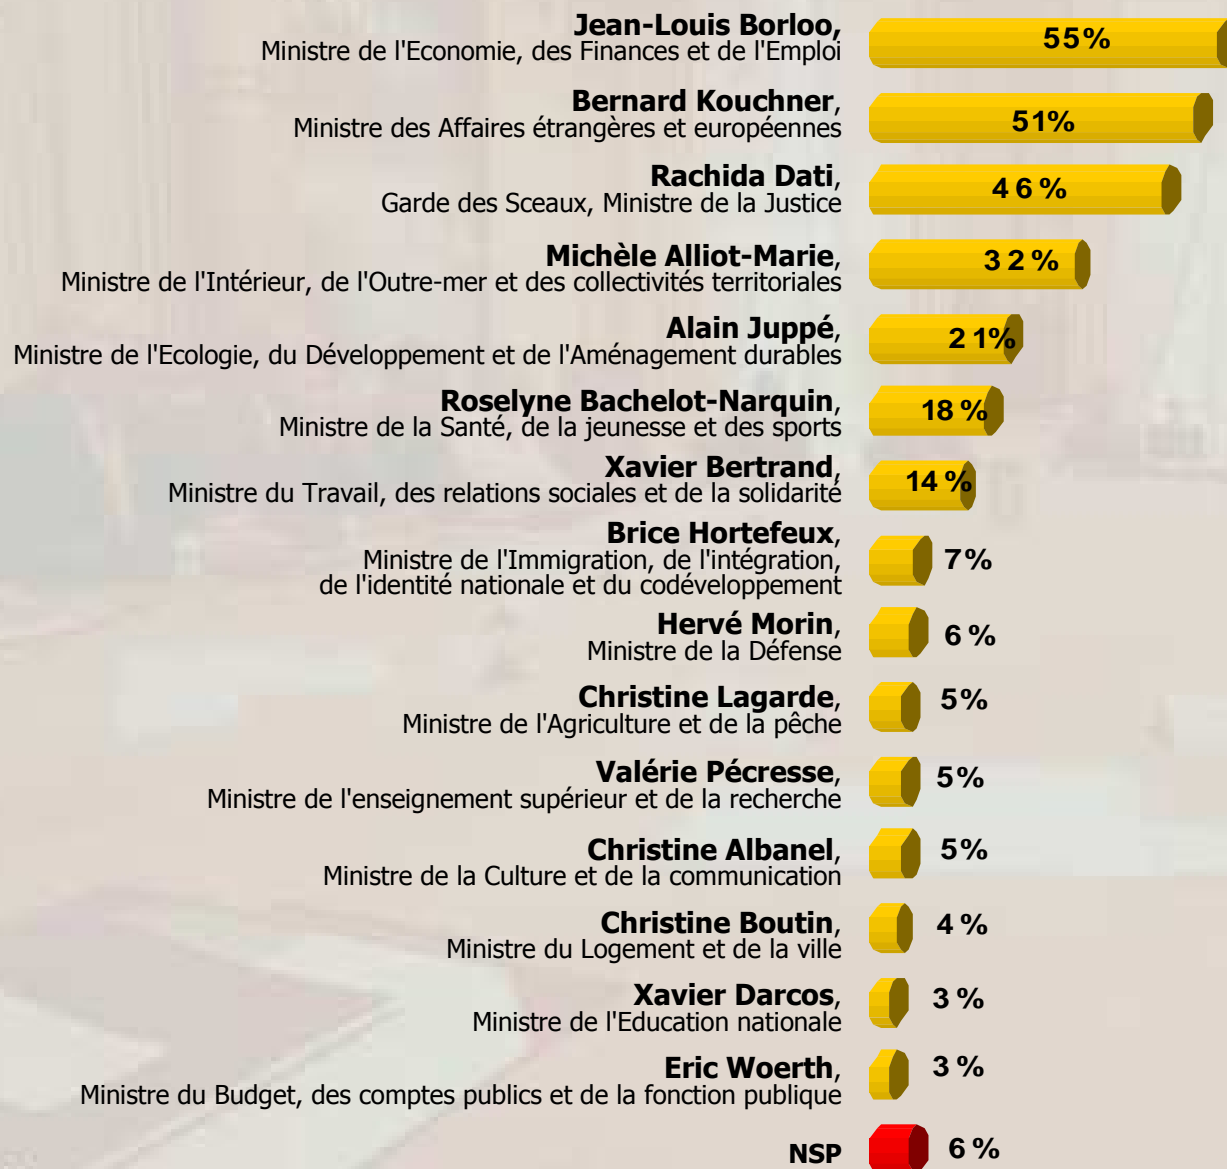 Jean-Louis Borloo,
Ministre de l'Economie, des Finances et de l'Emploi
55%
Bernard Kouchner,
Ministre des Affaires étrangères et européennes
51%
Rachida Dati,
Garde des Sceaux, Ministre de la Justice
46%
Michèle Alliot-Marie,
Ministre de l'Intérieur, de l'Outre-mer et des collectivités territoriales
32%
Alain Juppé,
Ministre de l'Ecologie, du Développement et de l'Aménagement durables
21%
Roselyne Bachelot-Narquin,
Ministre de la Santé, de la jeunesse et des sports
18%
Xavier Bertrand,
Ministre du Travail, des relations sociales et de la solidarité
14%
Brice Hortefeux,
Ministre de l'Immigration, de l'intégration,
de l'identité nationale et du codéveloppement
7%
Hervé Morin,
Ministre de la Défense
6%
Christine Lagarde,
Ministre de l'Agriculture et de la pêche
5%
Valérie Pécresse,
Ministre de l'enseignement supérieur et de la recherche
5%
Christine Albanel,
Ministre de la Culture et de la communication
5%
Christine Boutin,
Ministre du Logement et de la ville
4%
Xavier Darcos,
Ministre de l'Education nationale
3%
Eric Woerth,
Ministre du Budget, des comptes publics et de la fonction publique
3%
NSP
6%